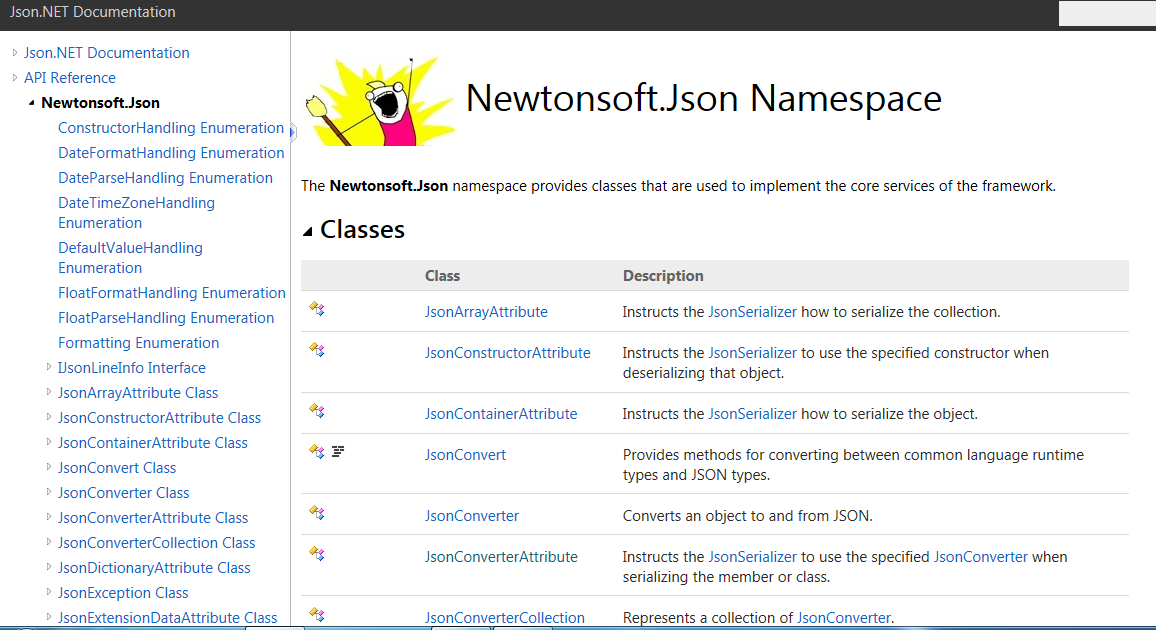 Json.NET Documentation
Json.NET Documentation
API Reference
Newtonsoft.Json
ConstructorHandling Enumeration
DateFormatHandling Enumeration
DateParseHandling Enumeration
DateTimeZoneHandling
Enumeration
DefaultValueHandling
Enumeration
FloatFormatHandling Enumeration
FloatParseHandling Enumeration
Formatting Enumeration
IJsonLineInfo Interface
JsonArrayAttribute Class
JsonConstructorAttribute Class
JsonContainerAttribute Class
JsonConvert Class
JsonConverter Class
JsonConverterAttribute Class
JsonConverterCollection Class
JsonDictionaryAttribute Class
JsonException Class
JsonExtensionDataAttribute Class
Newtonsoft.Json Namespace
The Newtonsoft.Json namespace provides classes that are used to implement the core services of the framework.
Classes
Class Description
JsonArrayAttribute Instructs the JsonSerializer how to serialize the collection.
JsonConstructorAttribute Instructs the JsonSerializer to use the specified constructor when
deserializing that object.
JsonContainerAttribute Instructs the JsonSerializer how to serialize the object.
JsonConvert Provides methods for converting between common language runtime
types and JSON types.
JsonConverter Converts an object to and from JSON.
JsonConverterAttribute Instructs the JsonSerializer to use the specified JsonConverter when
serializing the member or class.
JsonConverterCollection Represents a collection of JsonConverter.